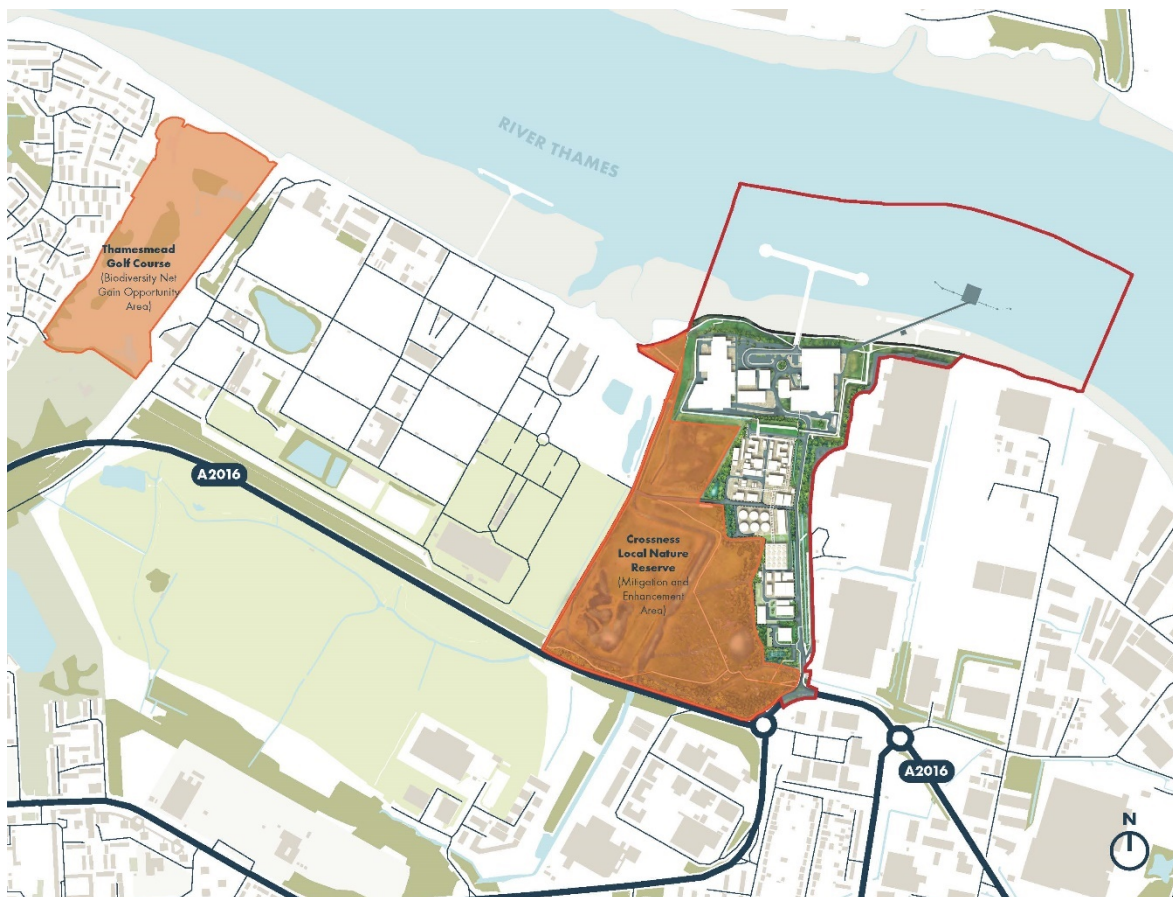 RIVER THAMES
Thamesmead
Golf Course
(Biodiversity Net
Gain Opportunity
Area)
A2016
Crossness
Local Nature
Reserve
(Mitigation and
Enhancement
Area)
A2016
N